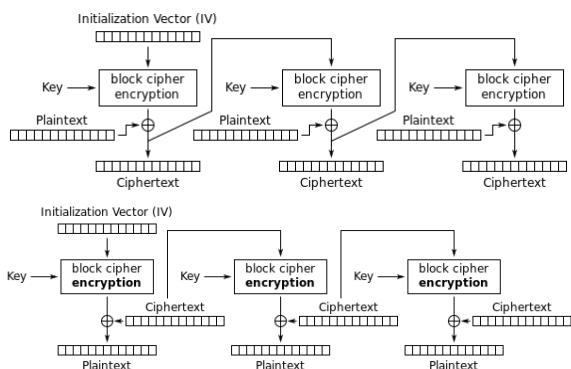 Initialization Vector (IV)
Key
block cipher
encryption
Key
block cipher
encryption
Key
block cipher
encryption
Plaintext
Plaintext
Plaintext
Ciphertext
Ciphertext
Ciphertext
Initialization Vector (IV)
Key
block cipher
encryption
Key
block cipher
encryption
Key
block cipher
encryption
Ciphertext
Ciphertext
Ciphertext
Plaintext
Plaintext
Plaintext